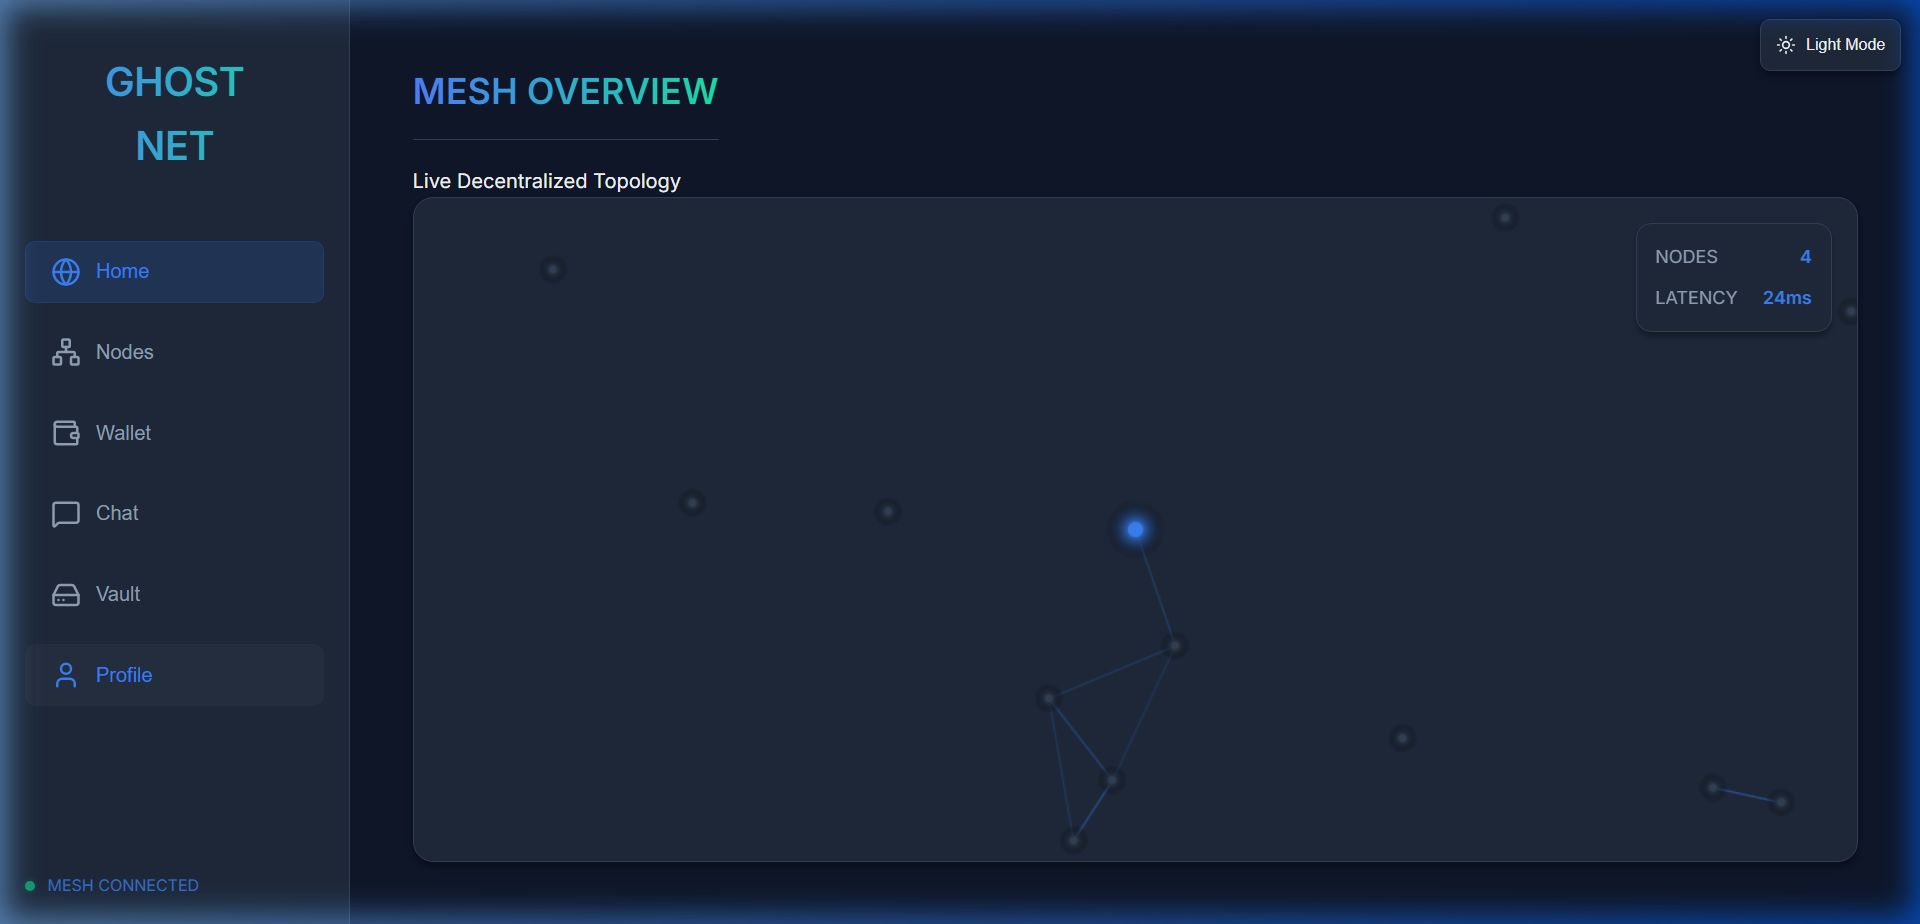 GHOST
NET
Home
Nodes
Wallet
Chat
Vault
Profile
MESH CONNECTED
Light Mode
MESH OVERVIEW
Live Decentralized Topology
NODES 4
LATENCY 24ms